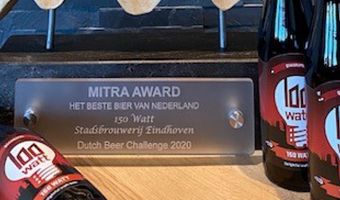 MITRA AWARD
HET BESTE BIER VAN NEDERLAND
150 Watt
Stadsbrouwerij Eindhoven
Dutch Beer Challenge 2020
100
watt
150 WATT
100
watt
150 WATT